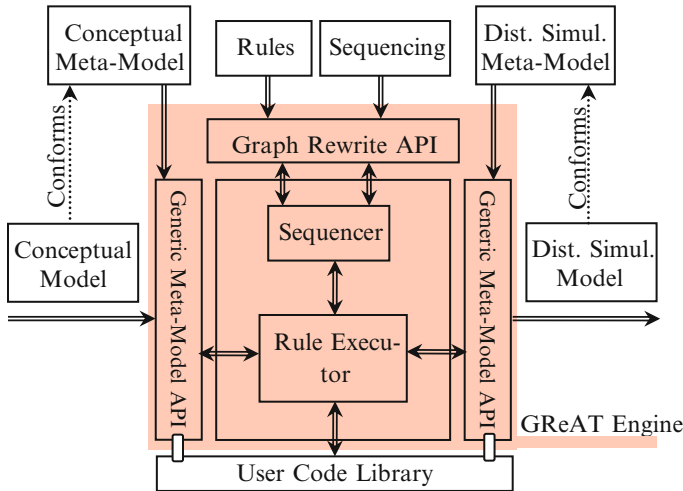 Conceptual
Meta-Model
Rules
Sequencing
Dist. Simul.
Meta-Model
Conforms
Graph Rewrite API
Conforms
Conceptual
Model
Generic Meta-Model API
Sequencer
Generic Meta-Model API
Dist. Simul.
Model
Rule Execu-
tor
GReAT Engine
User Code Library